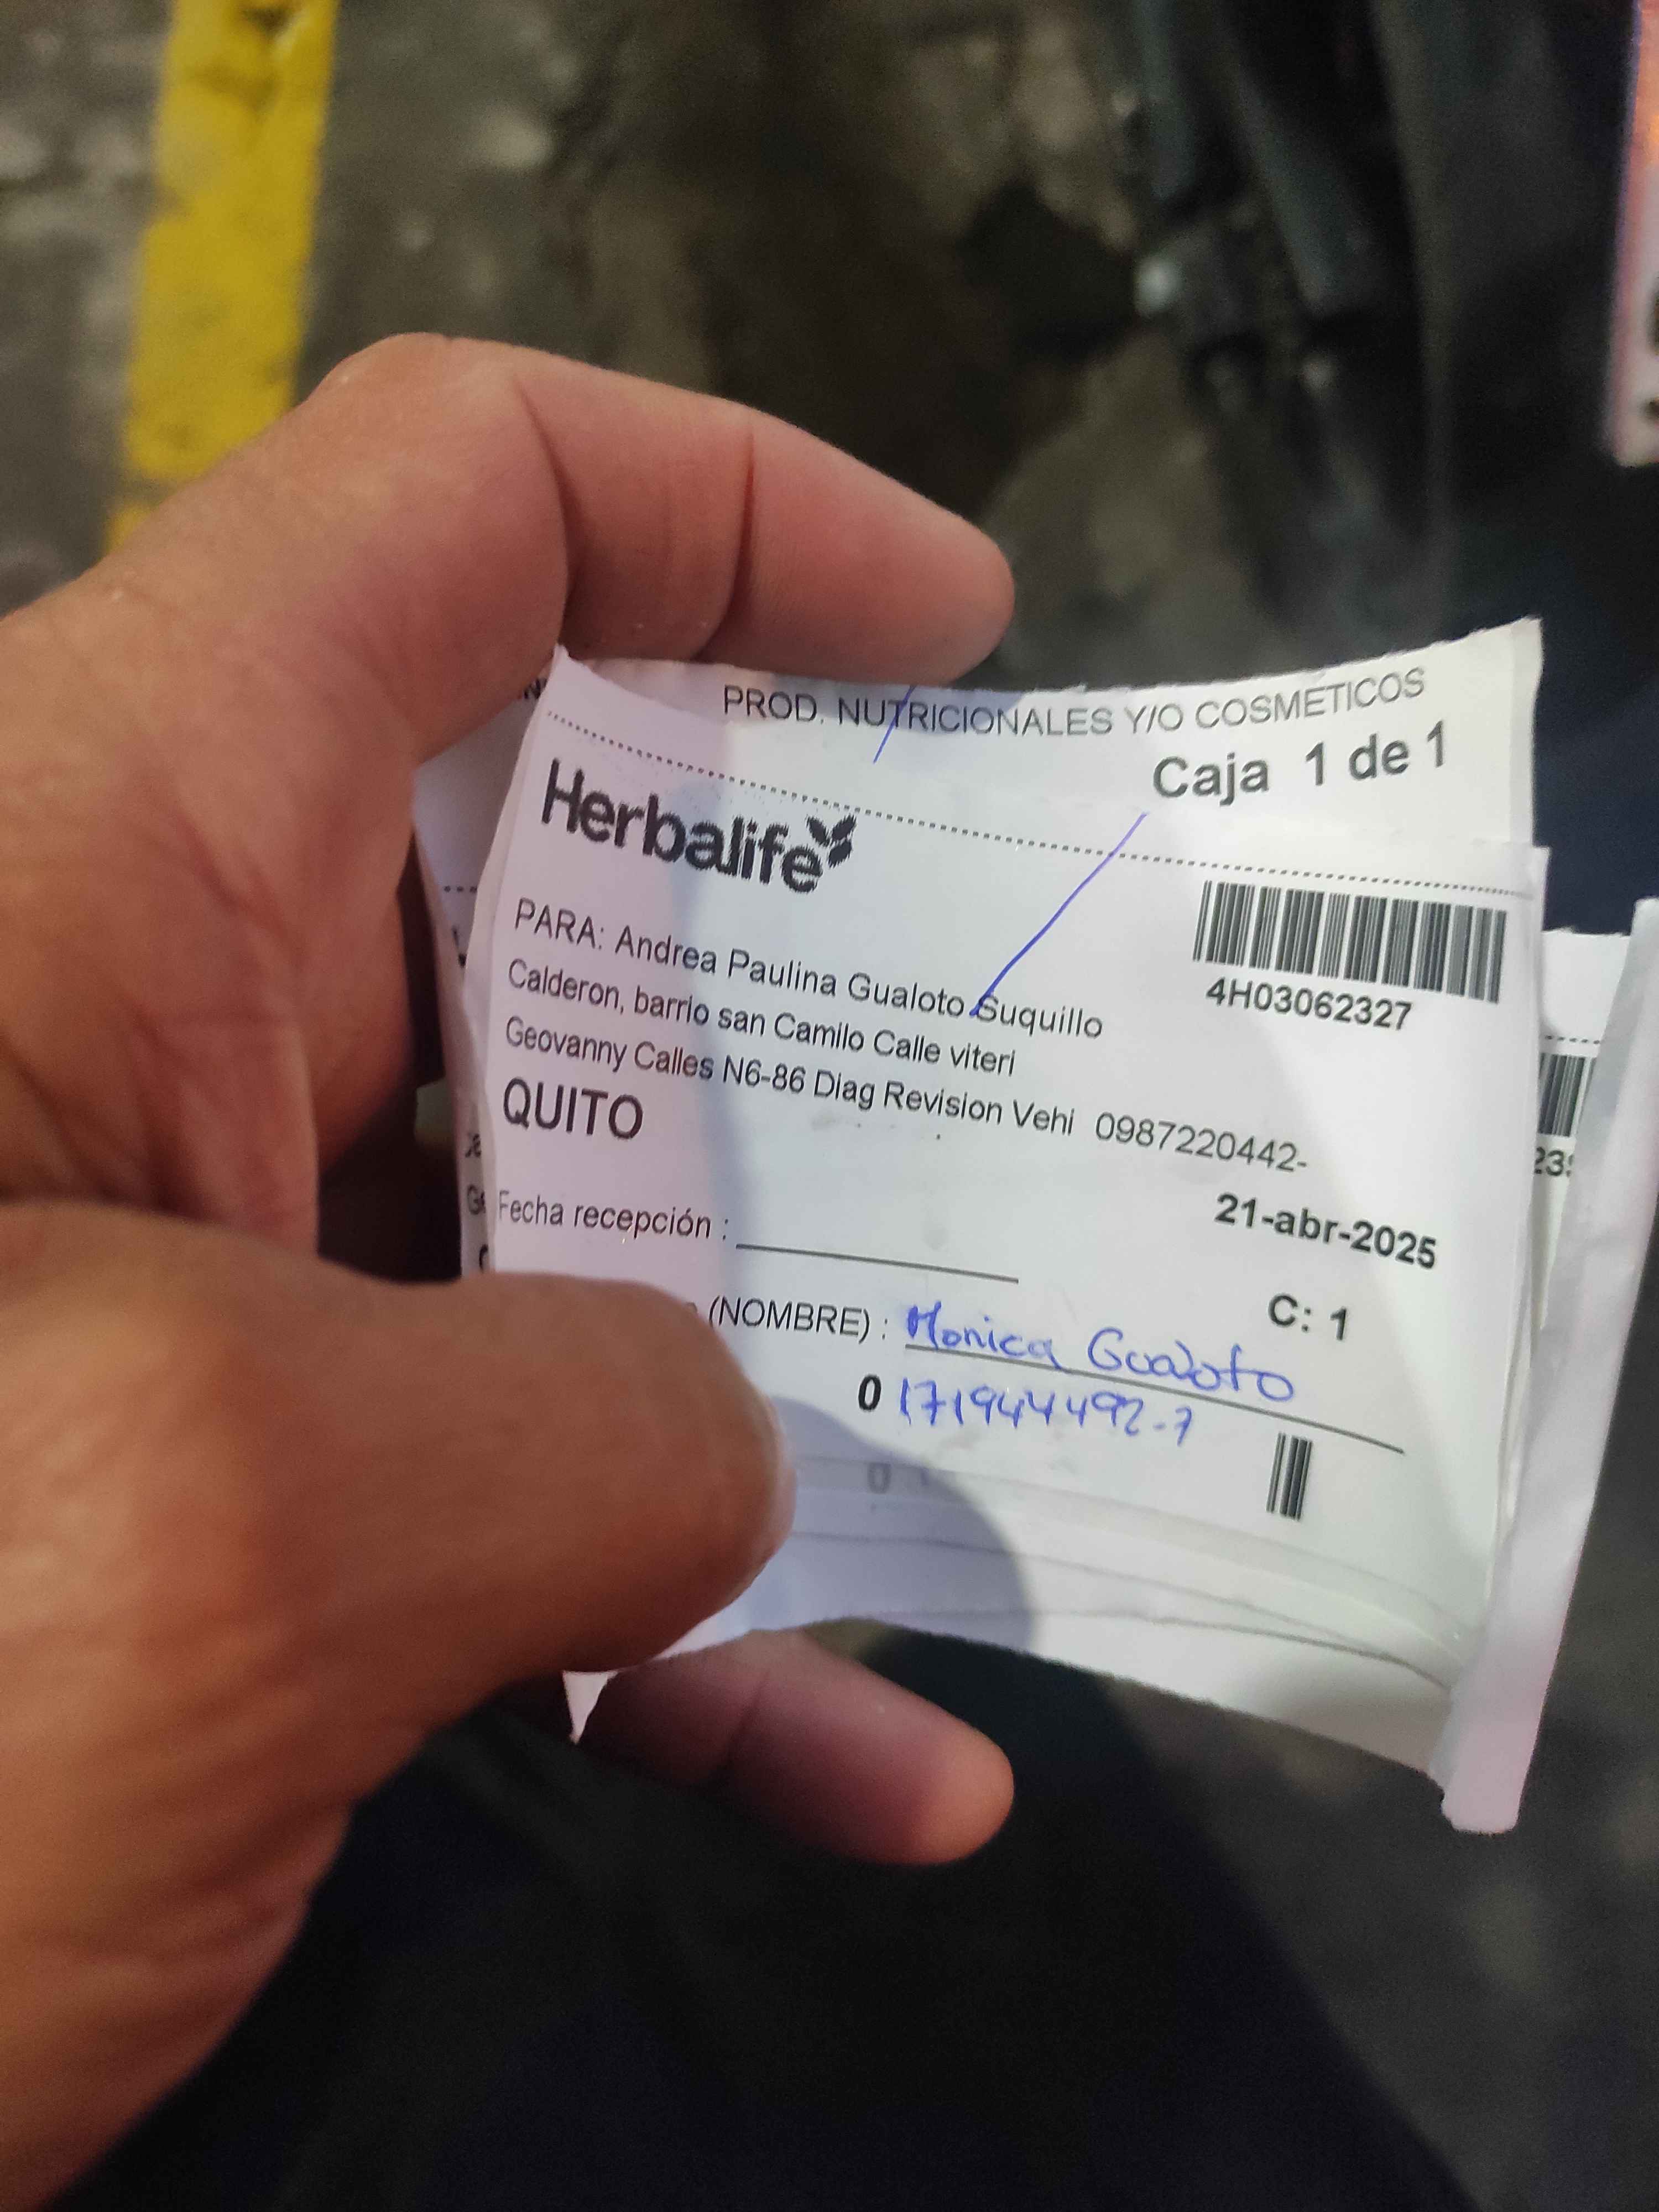 PROD. NUTRICIONALES Y/O COSMETICOS
Caja 1 de 1
Herbalife
4H03062327
PARA: Andrea Paulina Gualoto Suquillo
Calderon, barrio san Camilo Calle viteri
Geovanny Calles N6-86 Diag Revision Vehi 0987220442-
QUITO
21-abr-2025
Fecha recepción :
C: 1
(NOMBRE) : Monica Gualoto
0 171944492-7